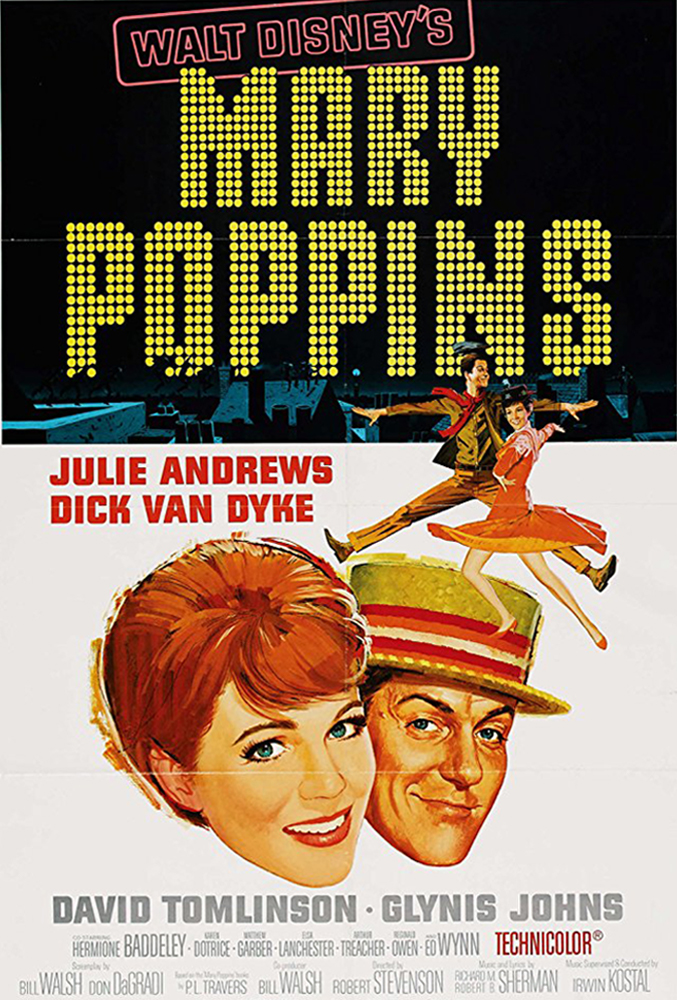 WALT DISNEY'S
MARY
POPPINS
JULIE ANDREWS
DICK VAN DYKE
DAVID TOMLINSON · GLYNIS JOHNS
CO-STARRING
HERMIONE BADDELEY · KAREN DOTRICE · MATTHEW GARBER · ELSA LANCHESTER · ARTHUR TREACHER · REGINALD OWEN · AND ED WYNN TECHNICOLOR®
Screenplay by Based on the Mary Poppins books Co-producer Directed by Music and Lyrics by Music Supervised & Conducted by
BILL WALSH DON DaGRADI by P.L. TRAVERS BILL WALSH ROBERT STEVENSON RICHARD M. ROBERT B. SHERMAN IRWIN KOSTAL